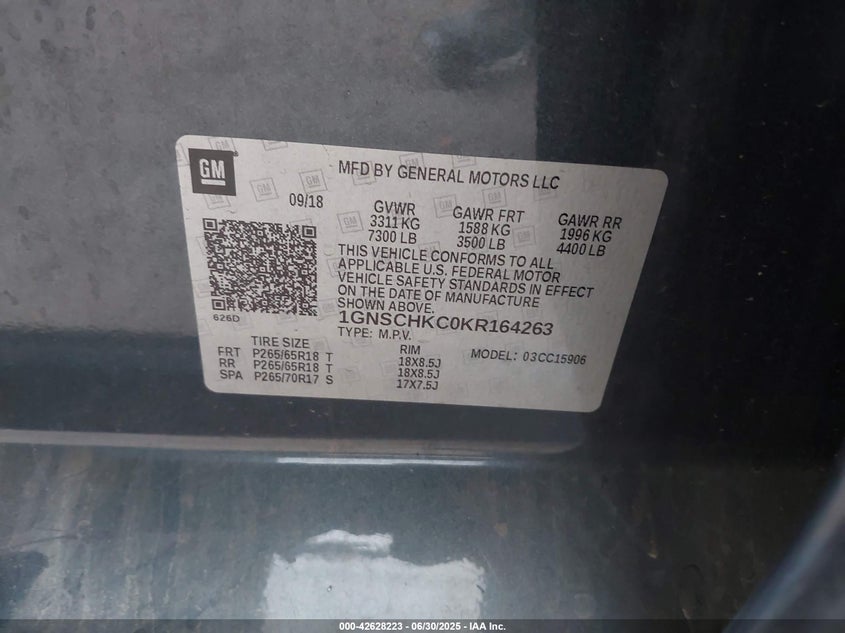 GM
MFD BY GENERAL MOTORS LLC
09/18
GVWR GAWR FRT GAWR RR
3311 KG 1588 KG 1996 KG
7300 LB 3500 LB 4400 LB
THIS VEHICLE CONFORMS TO ALL
APPLICABLE U.S. FEDERAL MOTOR
VEHICLE SAFETY STANDARDS IN EFFECT
ON THE DATE OF MANUFACTURE
SHOWN ABOVE.
626D
1GNSCHKC0KR164263
TYPE: M.P.V.
MODEL: 03CC15906
TIRE SIZE RIM
FRT P265/65R18 T 18X8.5J
RR P265/65R18 T 18X8.5J
SPA P265/70R17 S 17X7.5J
000-42628223 - 06/30/2025 - IAA Inc.